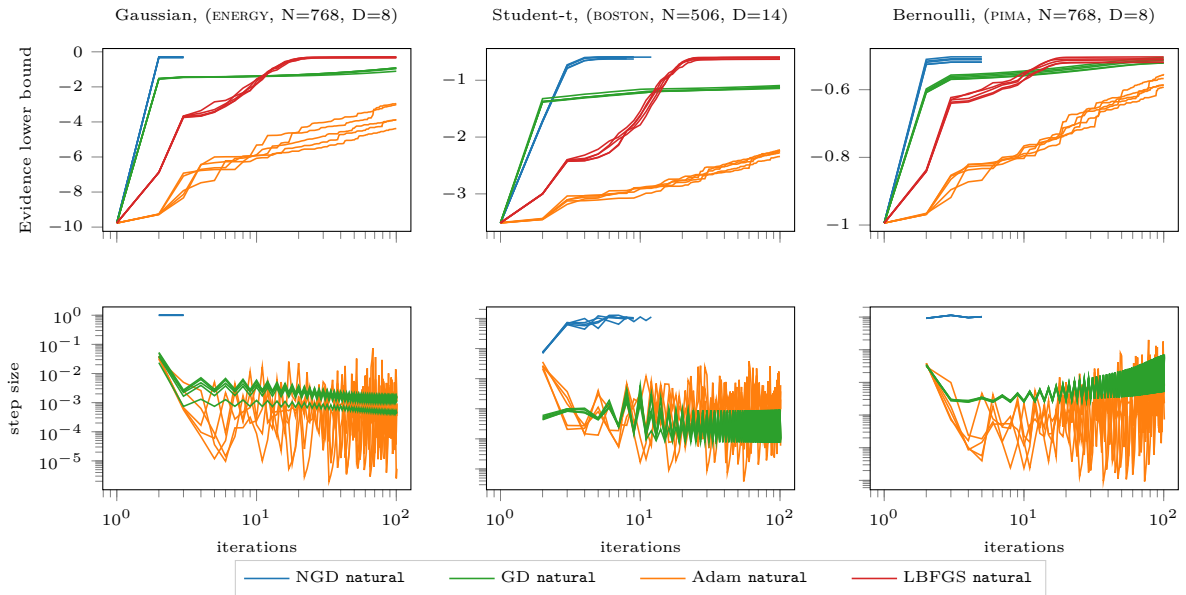 Gaussian, (ENERGY, N=768, D=8)
Student-t, (BOSTON, N=506, D=14)
Bernoulli, (PIMA, N=768, D=8)
Evidence lower bound
0
−2
−4
−6
−8
−10
−1
−2
−3
−0.6
−0.8
−1
step size
10^0
10^−1
10^−2
10^−3
10^−4
10^−5
10^0 10^1 10^2
10^0 10^1 10^2
10^0 10^1 10^2
iterations
iterations
iterations
NGD natural GD natural Adam natural LBFGS natural